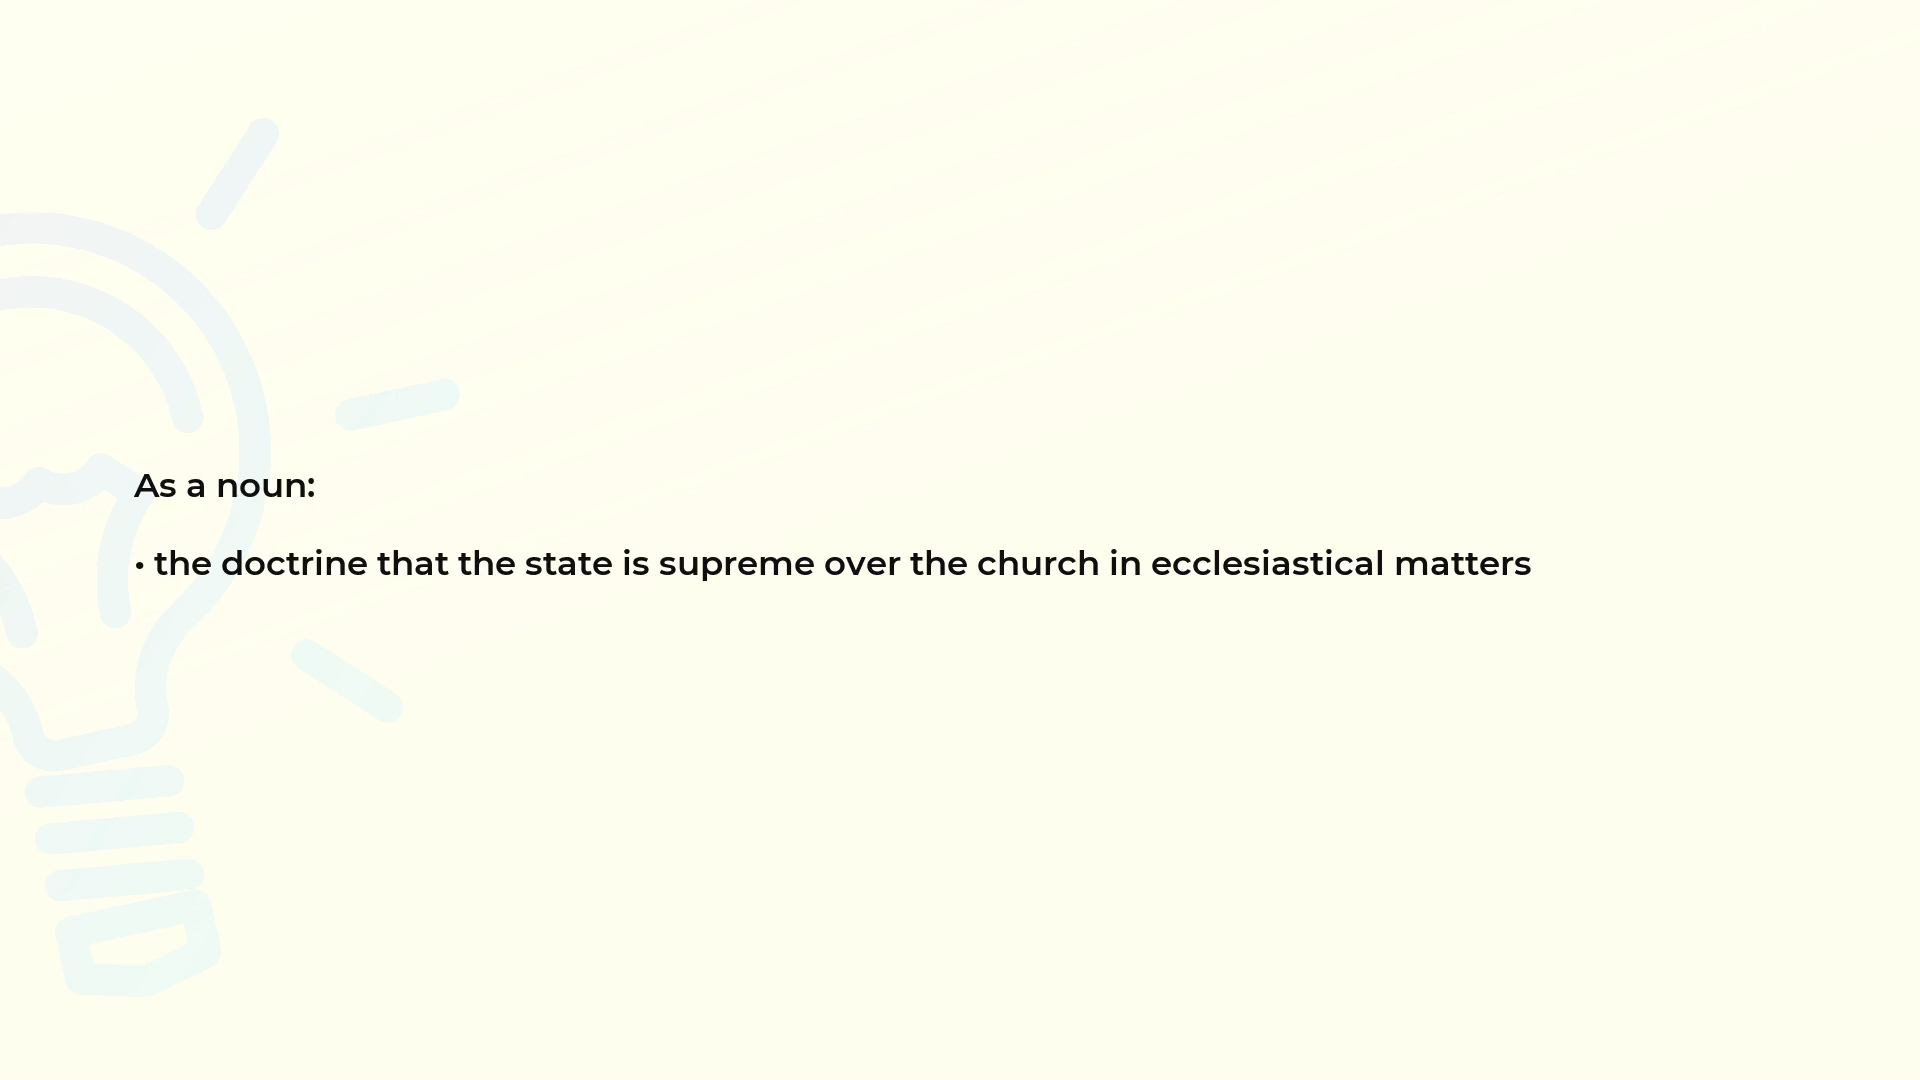 As a noun:
• the doctrine that the state is supreme over the church in ecclesiastical matters